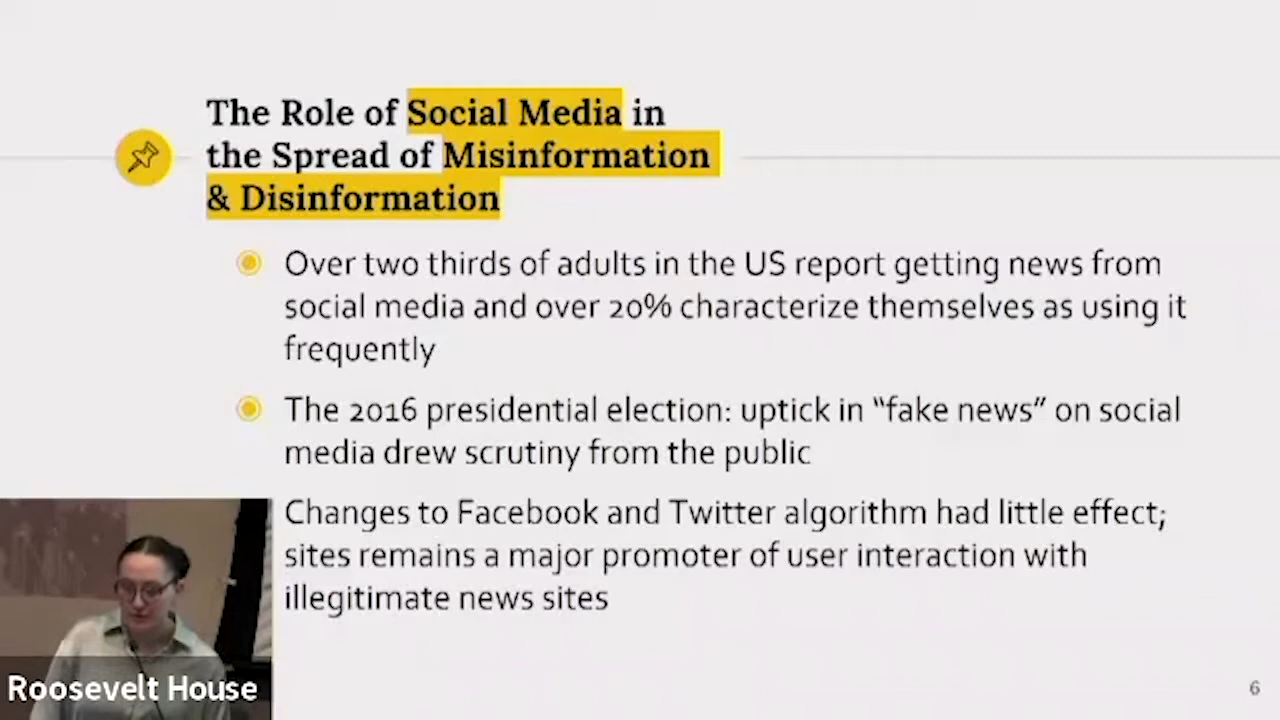 The Role of Social Media in
the Spread of Misinformation
& Disinformation
Over two thirds of adults in the US report getting news from
social media and over 20% characterize themselves as using it
frequently
The 2016 presidential election: uptick in “fake news” on social
media drew scrutiny from the public
Changes to Facebook and Twitter algorithm had little effect;
sites remains a major promoter of user interaction with
illegitimate news sites
Roosevelt House
6